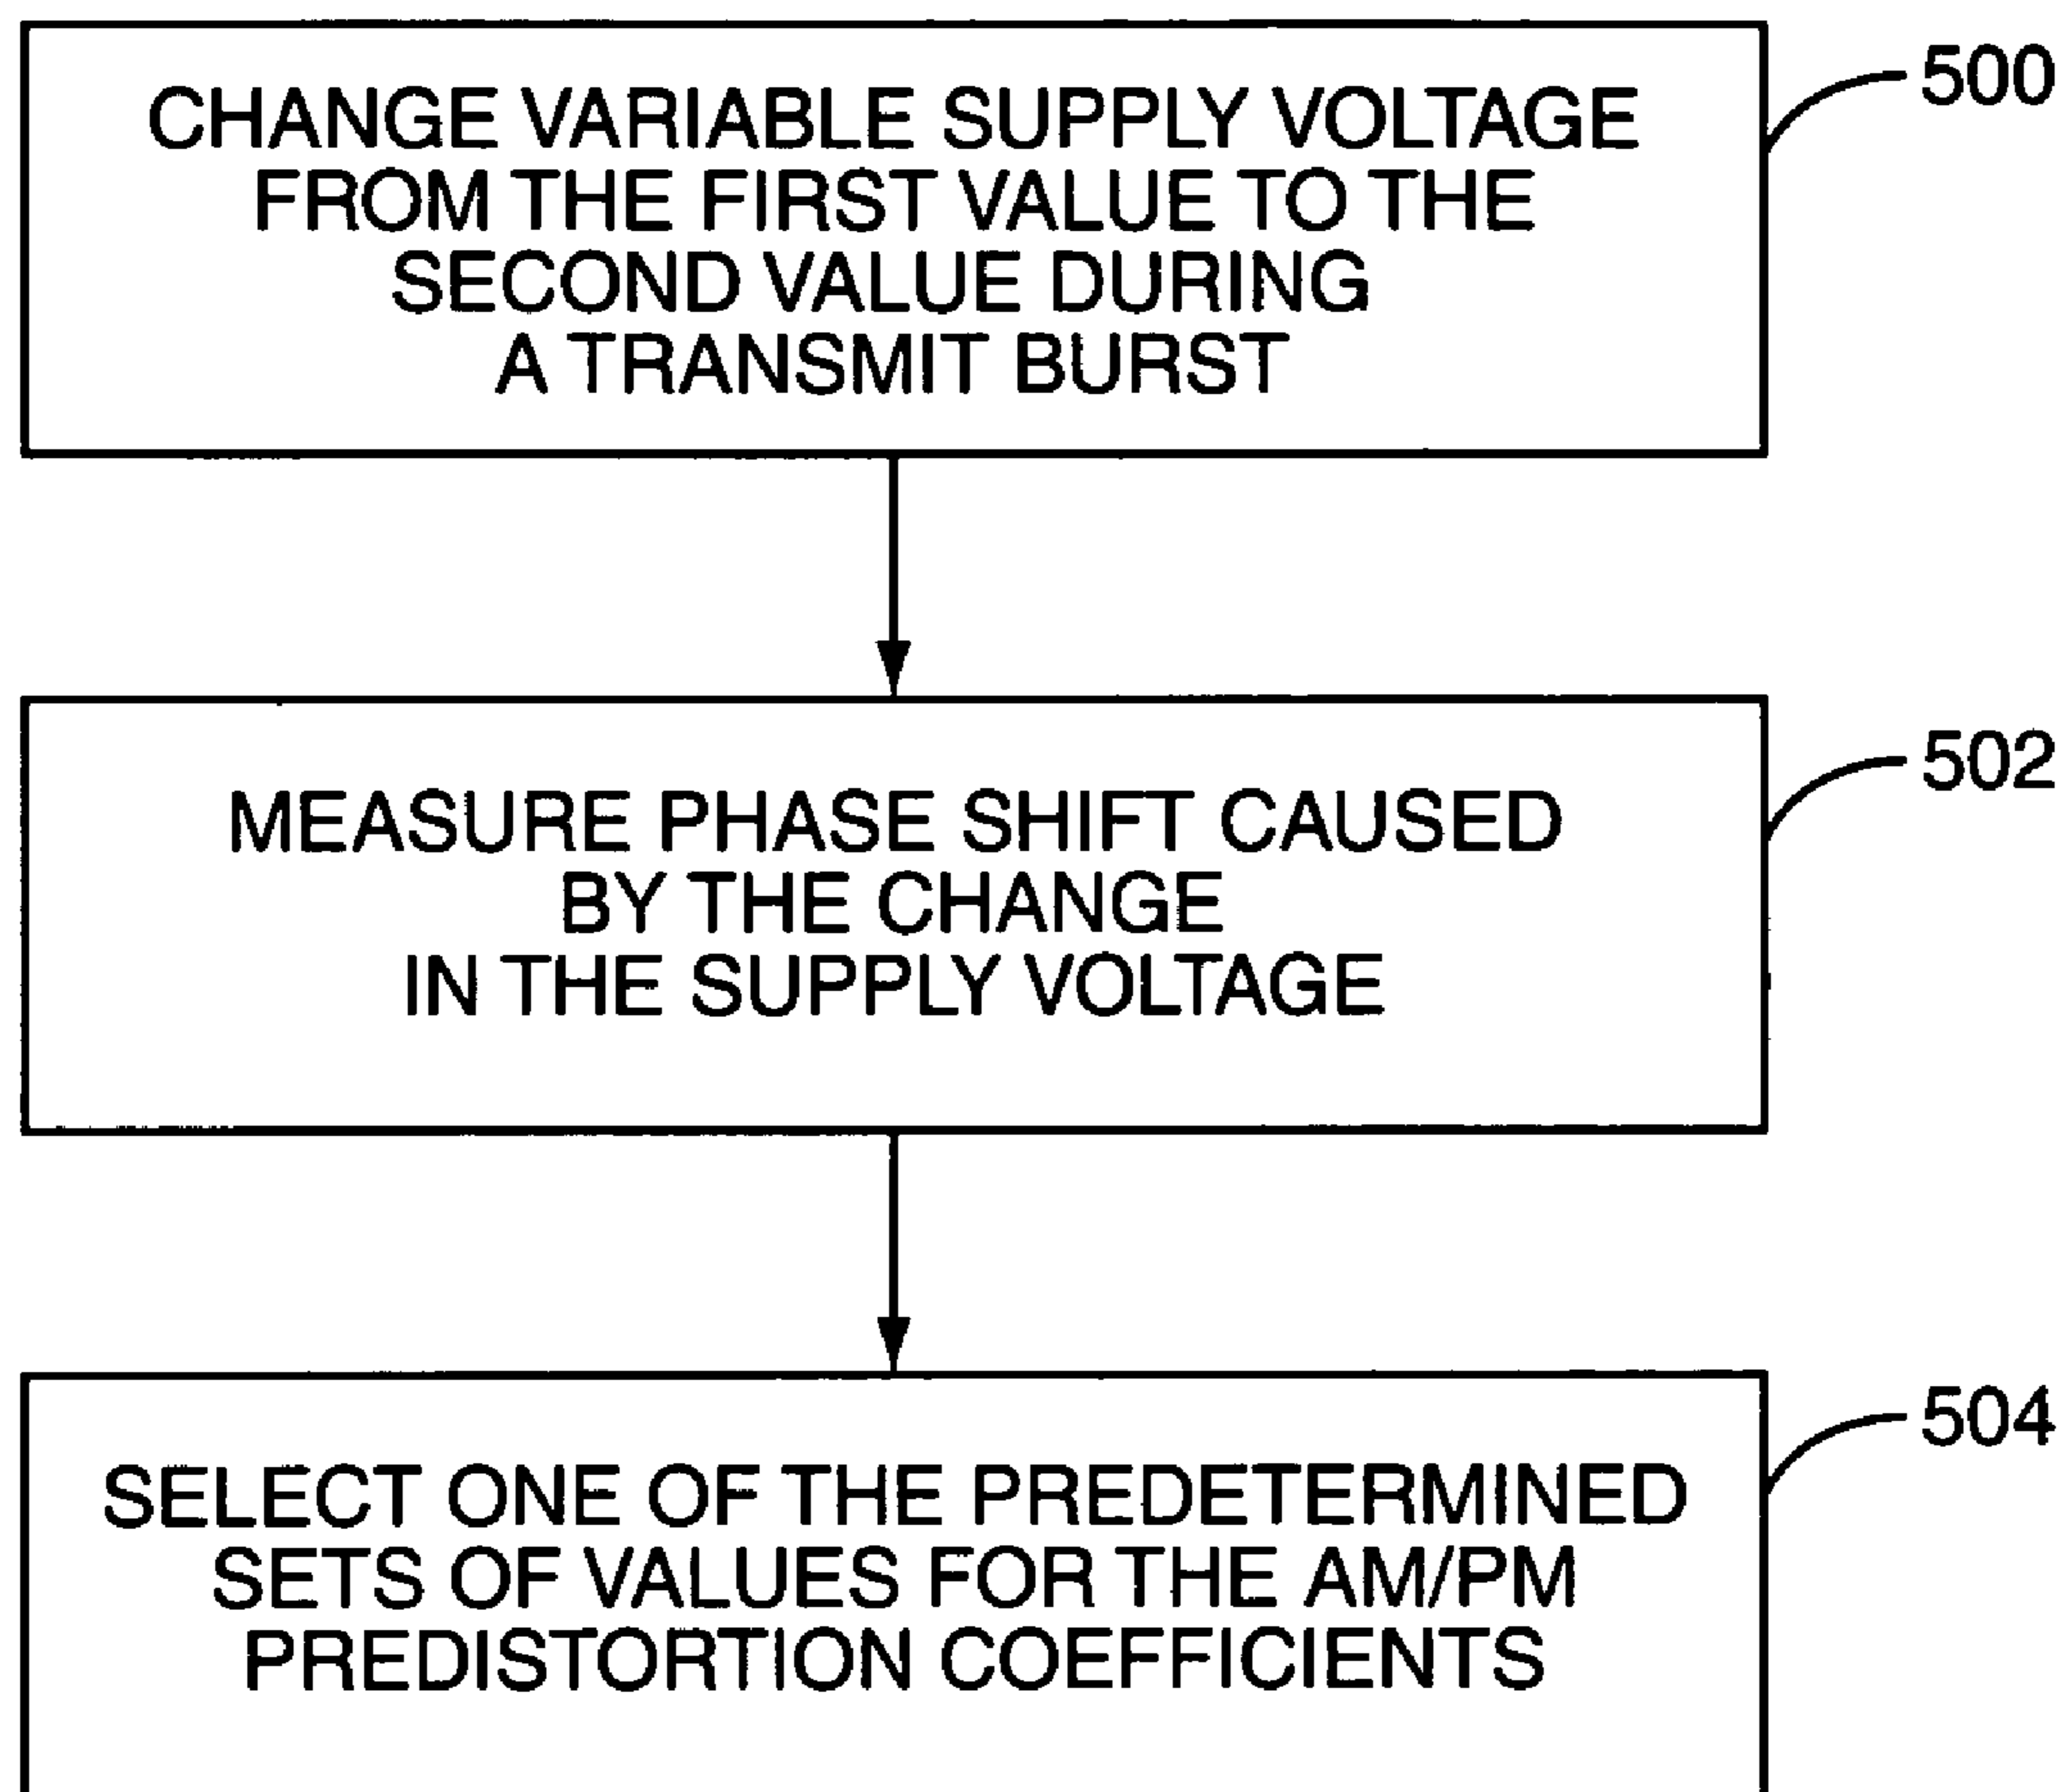 CHANGE VARIABLE SUPPLY VOLTAGE
FROM THE FIRST VALUE TO THE
SECOND VALUE DURING
A TRANSMIT BURST
500
MEASURE PHASE SHIFT CAUSED
BY THE CHANGE
IN THE SUPPLY VOLTAGE
502
SELECT ONE OF THE PREDETERMINED
SETS OF VALUES FOR THE AM/PM
PREDISTORTION COEFFICIENTS
504